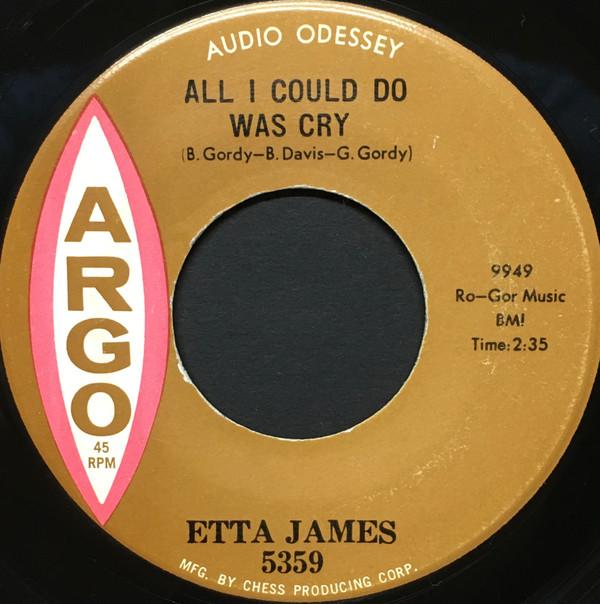 AUDIO ODESSEY
ALL I COULD DO
WAS CRY
(B. Gordy—B. Davis—G. Gordy)
ARGO
45
RPM
9949
Ro—Gor Music
BMI
Time: 2:35
ETTA JAMES
5359
MFG. BY CHESS PRODUCING CORP.